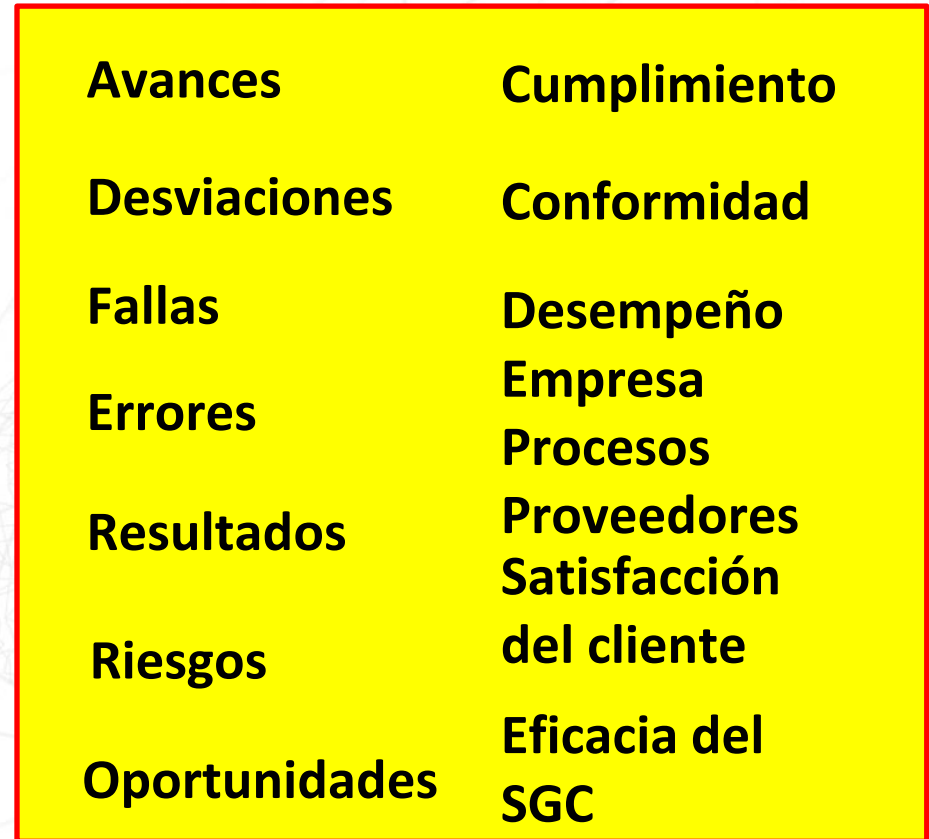 Avances
Desviaciones
Fallas
Errores
Resultados
Riesgos
Oportunidades
Cumplimiento
Conformidad
Desempeño
Empresa
Procesos
Proveedores
Satisfacción
del cliente
Eficacia del
SGC